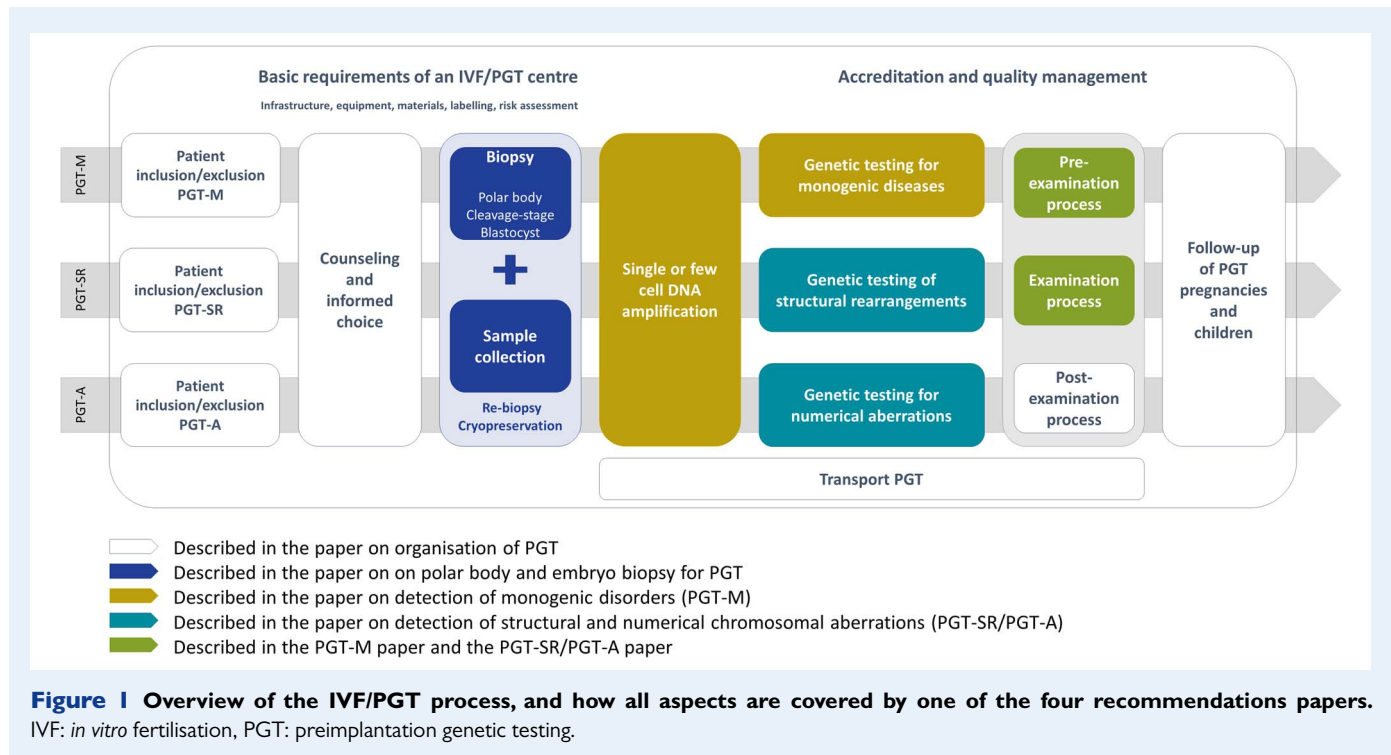 Basic requirements of an IVF/PGT centre
Infrastructure, equipment, materials, labelling, risk assessment
Accreditation and quality management
PGT-M
Patient
inclusion/exclusion
PGT-M
PGT-SR
Patient
inclusion/exclusion
PGT-SR
PGT-A
Patient
inclusion/exclusion
PGT-A
Counseling
and
informed
choice
Biopsy
Polar body
Cleavage-stage
Blastocyst
+
Sample
collection
Re-biopsy
Cryopreservation
Single or few
cell DNA
amplification
Genetic testing for
monogenic diseases
Genetic testing of
structural rearrangements
Genetic testing for
numerical aberrations
Pre-
examination
process
Examination
process
Post-
examination
process
Follow-up
of PGT
pregnancies
and
children
Transport PGT
Described in the paper on organisation of PGT
Described in the paper on on polar body and embryo biopsy for PGT
Described in the paper on detection of monogenic disorders (PGT-M)
Described in the paper on detection of structural and numerical chromosomal aberrations (PGT-SR/PGT-A)
Described in the PGT-M paper and the PGT-SR/PGT-A paper
Figure 1 Overview of the IVF/PGT process, and how all aspects are covered by one of the four recommendations papers.
IVF: in vitro fertilisation, PGT: preimplantation genetic testing.